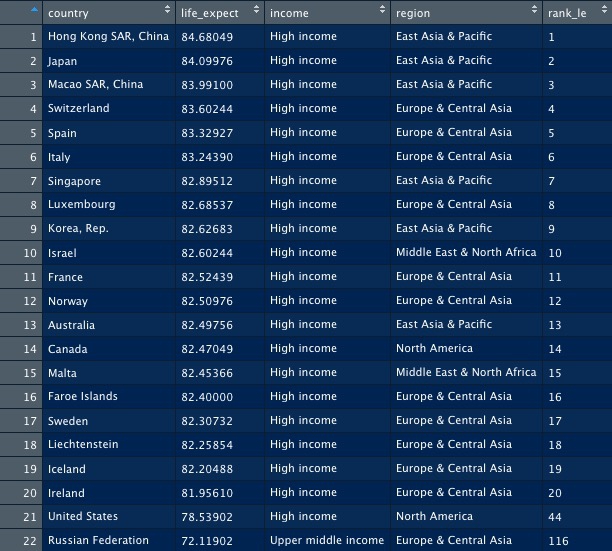 country life_expect income region rank_le
1 Hong Kong SAR, China 84.68049 High income East Asia & Pacific 1
2 Japan 84.09976 High income East Asia & Pacific 2
3 Macao SAR, China 83.99100 High income East Asia & Pacific 3
4 Switzerland 83.60244 High income Europe & Central Asia 4
5 Spain 83.32927 High income Europe & Central Asia 5
6 Italy 83.24390 High income Europe & Central Asia 6
7 Singapore 82.89512 High income East Asia & Pacific 7
8 Luxembourg 82.68537 High income Europe & Central Asia 8
9 Korea, Rep. 82.62683 High income East Asia & Pacific 9
10 Israel 82.60244 High income Middle East & North Africa 10
11 France 82.52439 High income Europe & Central Asia 11
12 Norway 82.50976 High income Europe & Central Asia 12
13 Australia 82.49756 High income East Asia & Pacific 13
14 Canada 82.47049 High income North America 14
15 Malta 82.45366 High income Middle East & North Africa 15
16 Faroe Islands 82.40000 High income Europe & Central Asia 16
17 Sweden 82.30732 High income Europe & Central Asia 17
18 Liechtenstein 82.25854 High income Europe & Central Asia 18
19 Iceland 82.20488 High income Europe & Central Asia 19
20 Ireland 81.95610 High income Europe & Central Asia 20
21 United States 78.53902 High income North America 44
22 Russian Federation 72.11902 Upper middle income Europe & Central Asia 116